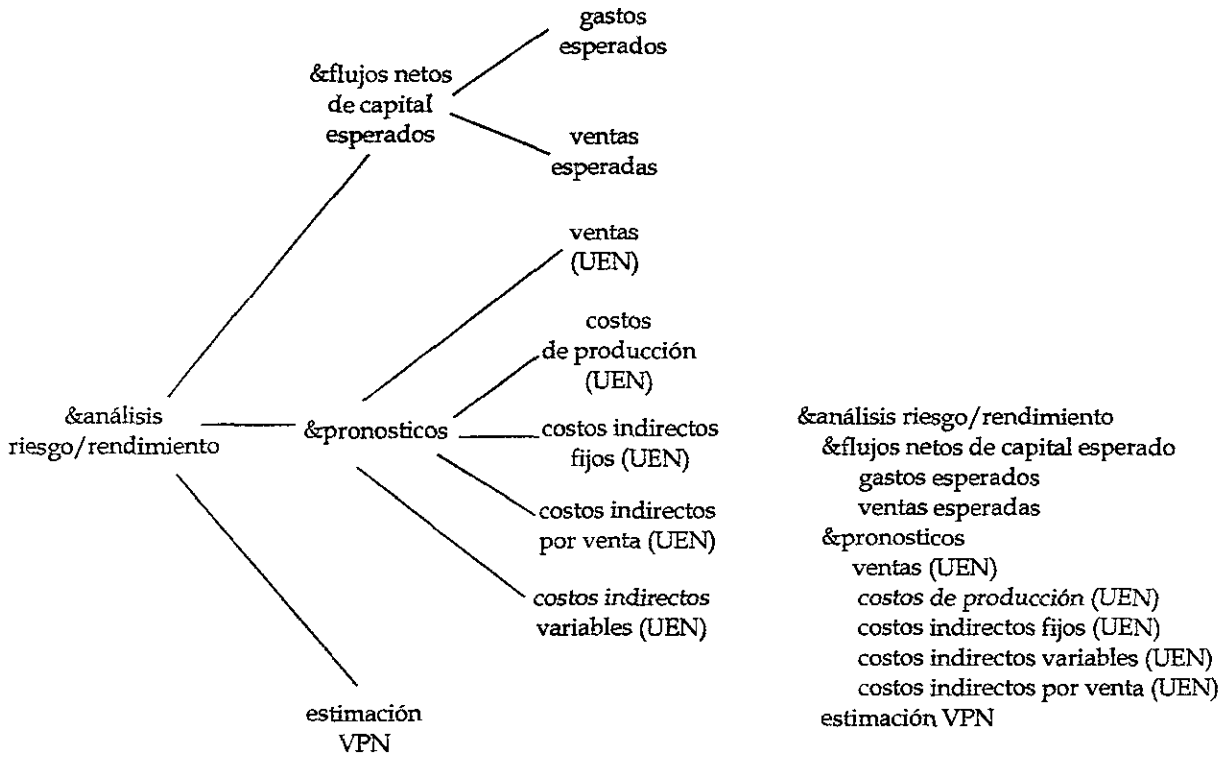 gastos
esperados
&flujos netos
de capital
esperados
ventas
esperadas
ventas
(UEN)
costos
de producción
(UEN)
&análisis
riesgo/rendimiento
&pronosticos
costos indirectos
fijos (UEN)
costos indirectos
por venta (UEN)
costos indirectos
variables (UEN)
estimación
VPN
&análisis riesgo/rendimiento
&flujos netos de capital esperado
gastos esperados
ventas esperadas
&pronosticos
ventas (UEN)
costos de producción (UEN)
costos indirectos fijos (UEN)
costos indirectos variables (UEN)
costos indirectos por venta (UEN)
estimación VPN